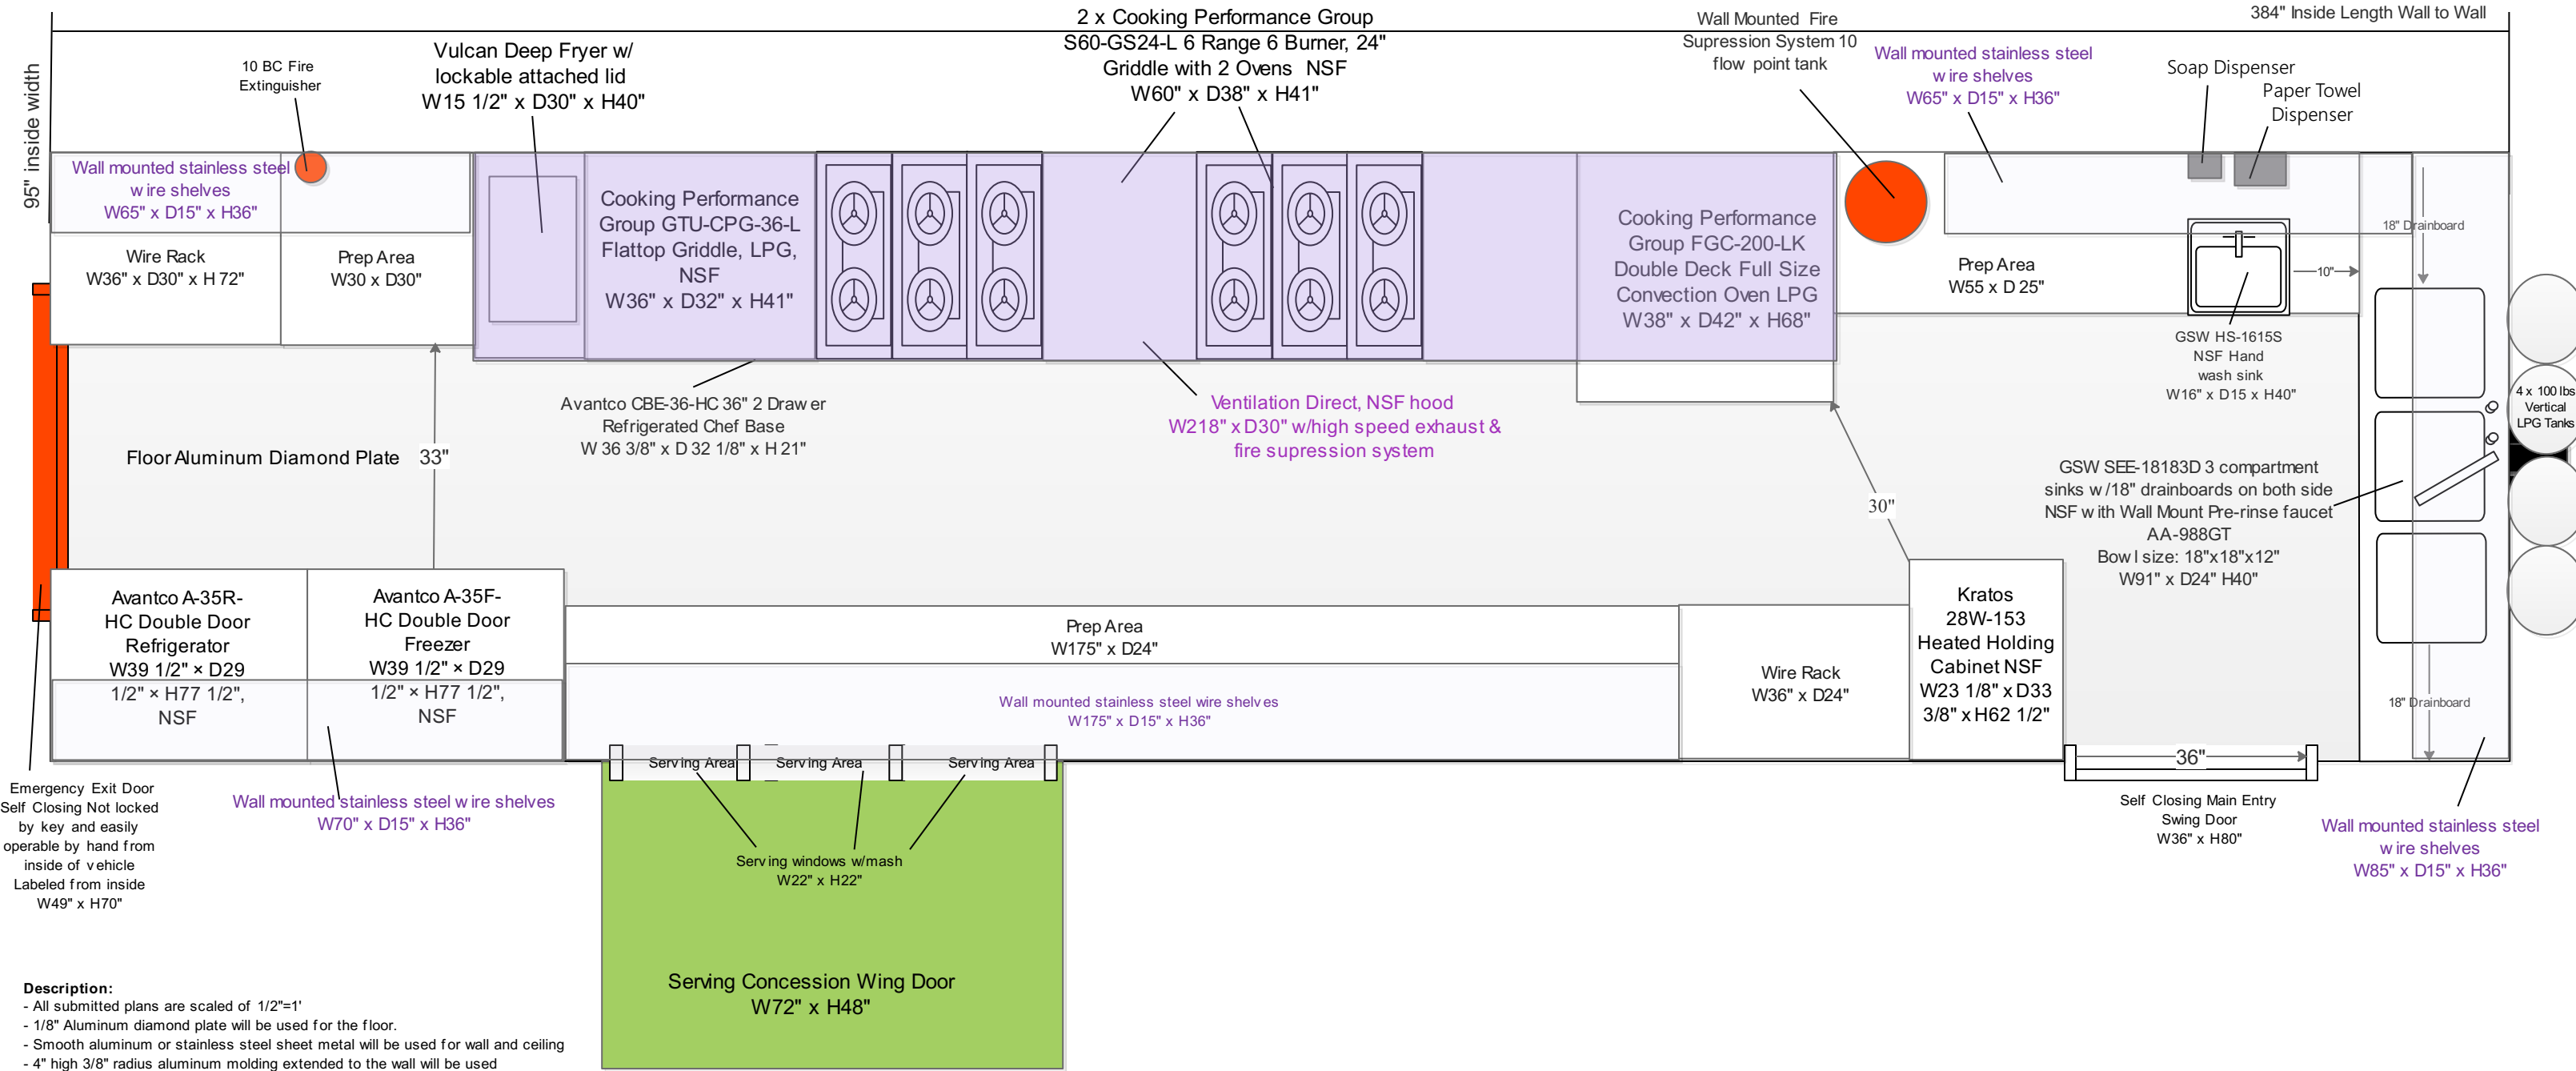 384" Inside Length Wall to Wall
95" inside width
10 BC Fire
Extinguisher
Vulcan Deep Fryer w/
lockable attached lid
W15 1/2" x D30" x H40"
2 x Cooking Performance Group
S60-GS24-L 6 Range 6 Burner, 24"
Griddle with 2 Ovens NSF
W60" x D38" x H41"
Wall Mounted Fire
Supression System 10
flow point tank
Wall mounted stainless steel
wire shelves
W65" x D15" x H36"
Soap Dispenser
Paper Towel
Dispenser
Wall mounted stainless steel
wire shelves
W65" x D15" x H36"
Wire Rack
W36" x D30" x H 72"
Prep Area
W30 x D30"
Cooking Performance
Group GTU-CPG-36-L
Flattop Griddle, LPG,
NSF
W36" x D32" x H41"
Cooking Performance
Group FGC-200-LK
Double Deck Full Size
Convection Oven LPG
W38" x D42" x H68"
Prep Area
W55 x D 25"
10"
18" Drainboard
GSW HS-1615S
NSF Hand
wash sink
W16" x D15 x H40"
4 x 100 lbs
Vertical
LPG Tanks
Avantco CBE-36-HC 36" 2 Drawer
Refrigerated Chef Base
W 36 3/8" x D 32 1/8" x H 21"
Ventilation Direct, NSF hood
W218" x D30" w/high speed exhaust &
fire supression system
Floor Aluminum Diamond Plate
33"
30"
GSW SEE-18183D 3 compartment
sinks w/18" drainboards on both side
NSF with Wall Mount Pre-rinse faucet
AA-988GT
Bowl size: 18"x18"x12"
W91" x D24" H40"
Avantco A-35R-
HC Double Door
Refrigerator
W39 1/2" × D29
1/2" × H77 1/2",
NSF
Avantco A-35F-
HC Double Door
Freezer
W39 1/2" × D29
1/2" × H77 1/2",
NSF
Prep Area
W175" x D24"
Wall mounted stainless steel wire shelves
W175" x D15" x H36"
Wire Rack
W36" x D24"
Kratos
28W-153
Heated Holding
Cabinet NSF
W23 1/8" x D33
3/8" x H62 1/2"
18" Drainboard
Serving Area
Serving Area
Serving Area
36"
Emergency Exit Door
Self Closing Not locked
by key and easily
operable by hand from
inside of vehicle
Labeled from inside
W49" x H70"
Wall mounted stainless steel wire shelves
W70" x D15" x H36"
Serving windows w/mash
W22" x H22"
Self Closing Main Entry
Swing Door
W36" x H80"
Wall mounted stainless steel
wire shelves
W85" x D15" x H36"
Serving Concession Wing Door
W72" x H48"
Description:
- All submitted plans are scaled of 1/2"=1'
- 1/8" Aluminum diamond plate will be used for the floor.
- Smooth aluminum or stainless steel sheet metal will be used for wall and ceiling
- 4" high 3/8" radius aluminum molding extended to the wall will be used